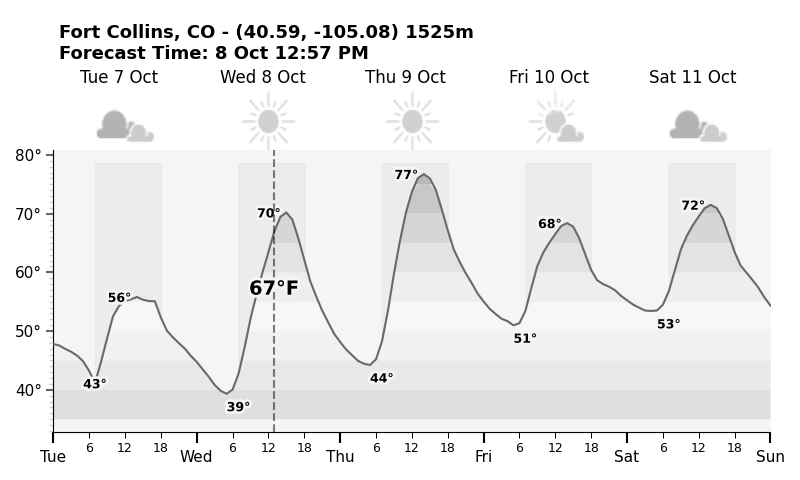 Fort Collins, CO - (40.59, -105.08) 1525m
Forecast Time: 8 Oct 12:57 PM
Tue 7 Oct Wed 8 Oct Thu 9 Oct Fri 10 Oct Sat 11 Oct
80°
77°
72°
70° 70°
68°
60°
56° 67°F
50° 51° 53°
43° 44°
40° 39°
6 12 18 6 12 18 6 12 18 6 12 18 6 12 18
Tue Wed Thu Fri Sat Sun